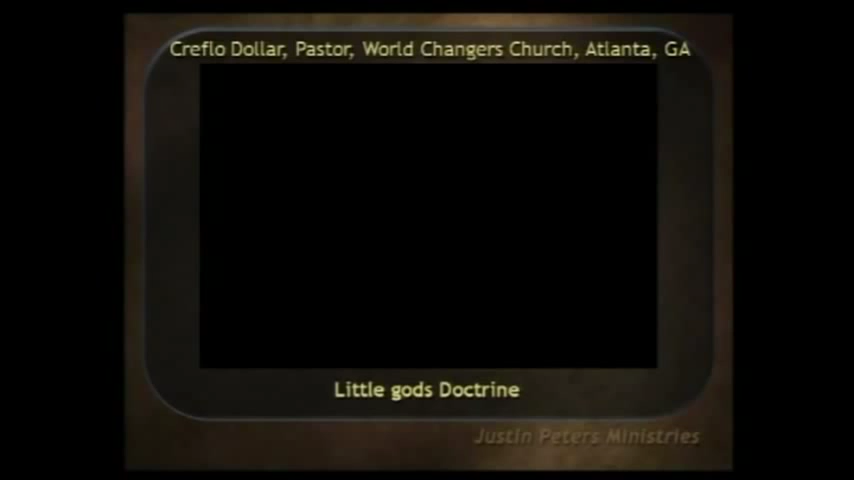 Creflo Dollar, Pastor, World Changers Church, Atlanta, GA
Little gods Doctrine
Justin Peters Ministries